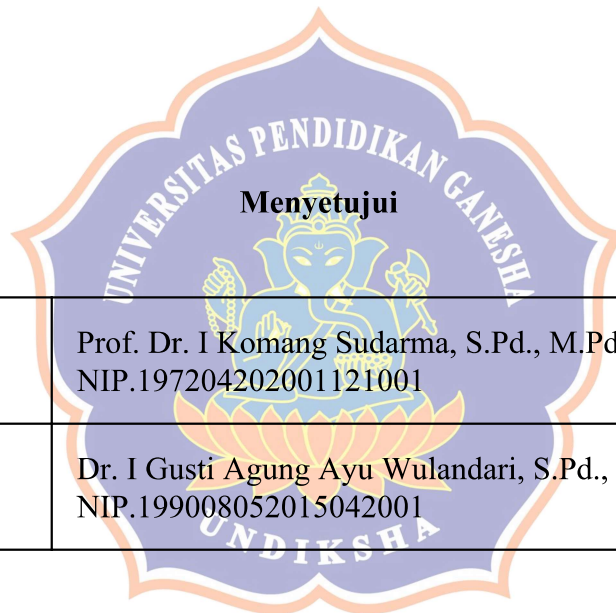 UNIVERSITAS PENDIDIKAN GANESHA
Menyetujui
Prof. Dr. I Komang Sudarma, S.Pd., M.Pd
NIP.197204202001121001
Dr. I Gusti Agung Ayu Wulandari, S.Pd.,
NIP.199008052015042001
UNDIKSHA